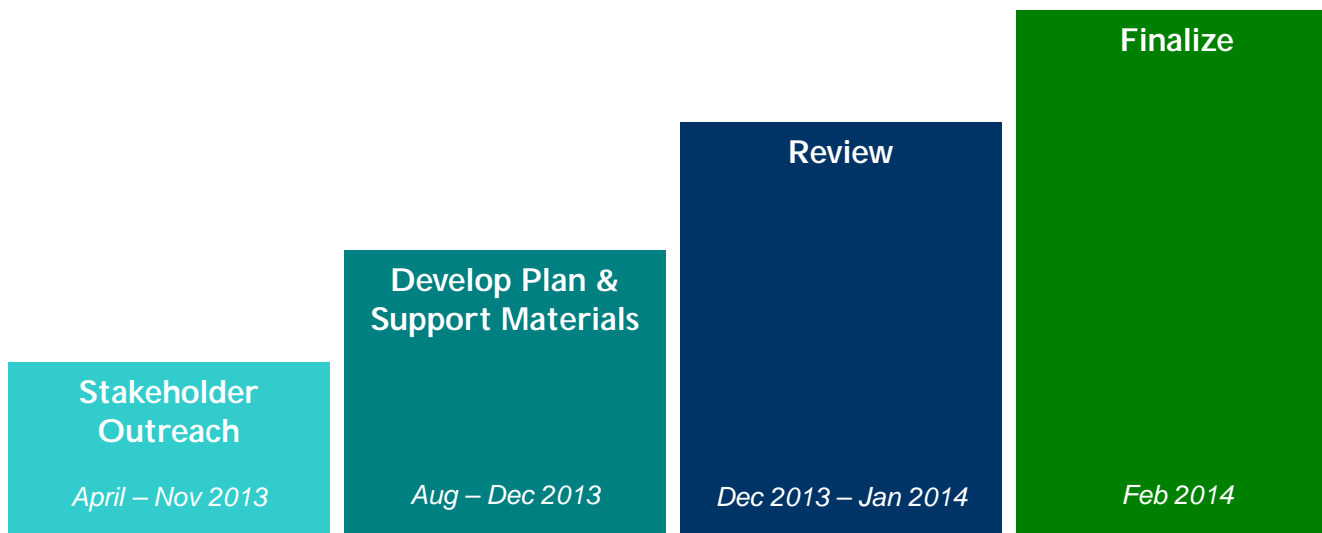 Stakeholder
Outreach
April – Nov 2013
Develop Plan &
Support Materials
Aug – Dec 2013
Review
Dec 2013 – Jan 2014
Finalize
Feb 2014